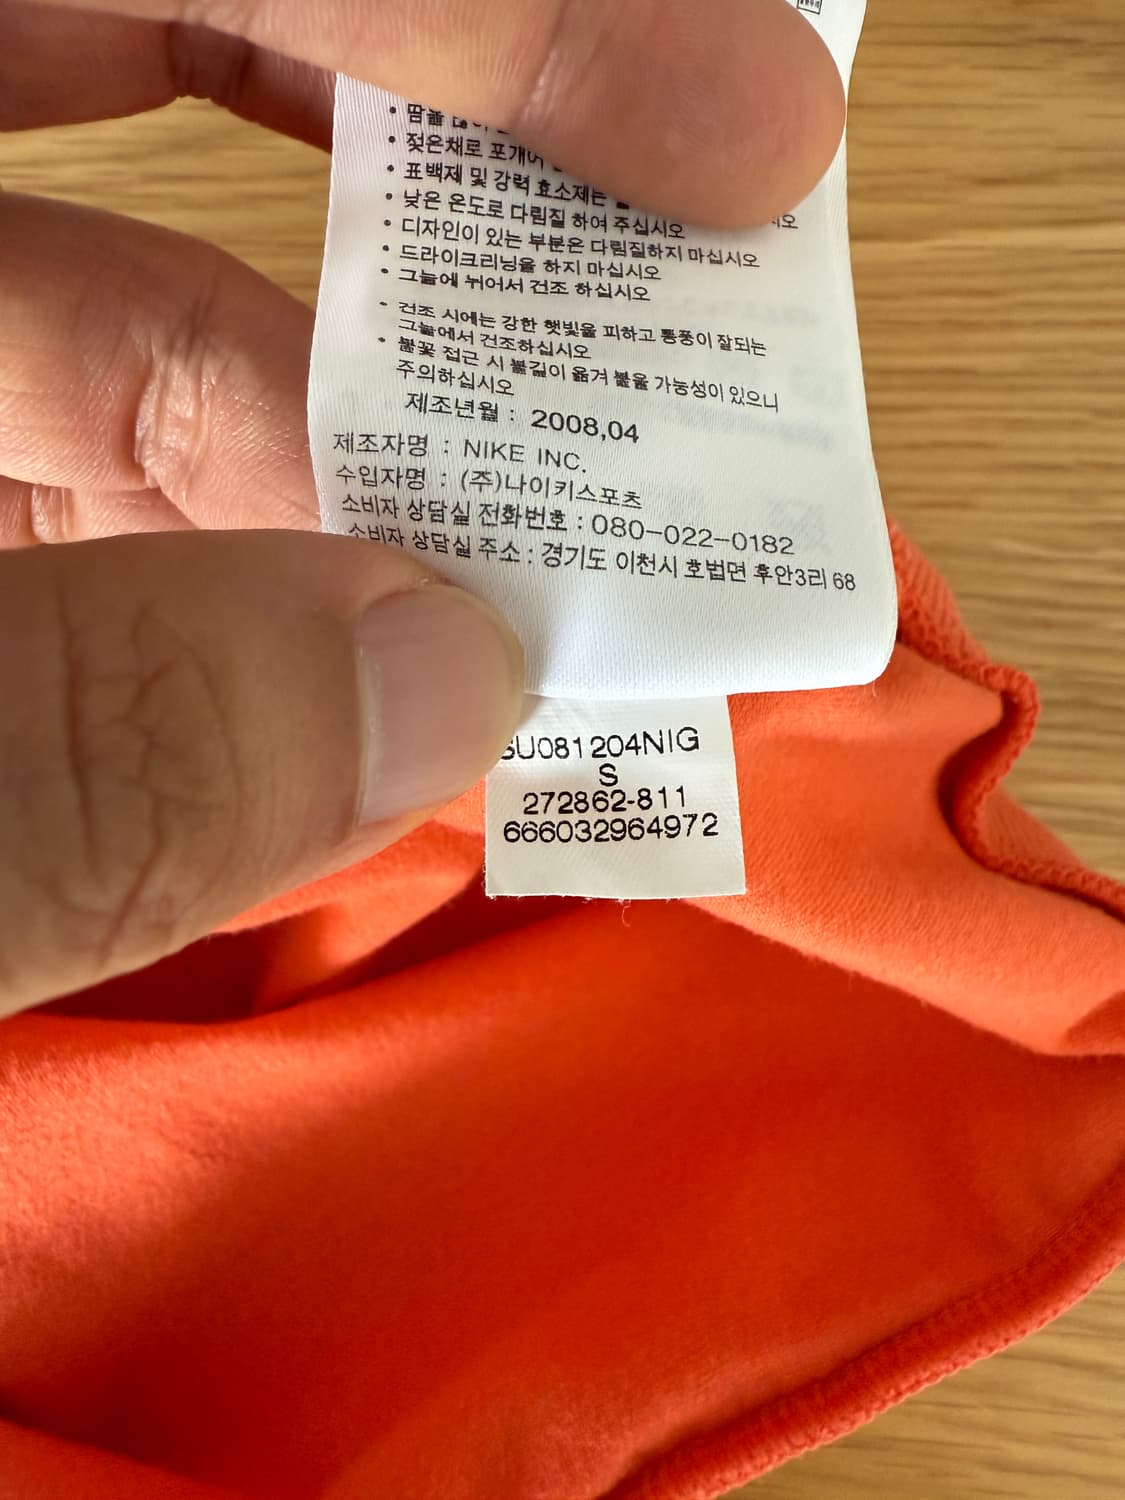 • 땀을
• 젖은채로 포개어
• 표백제 및 강력 효소제는
• 낮은 온도로 다림질 하여 주십시오
• 디자인이 있는 부분은 다림질하지 마십시오
• 드라이크리닝을 하지 마십시오
• 그늘에 뉘어서 건조 하십시오
• 건조 시에는 강한 햇빛을 피하고 통풍이 잘되는
그늘에서 건조하십시오
• 불꽃 접근 시 불길이 옮겨 붙을 가능성이 있으니
주의하십시오
제조년월 : 2008,04
제조자명 : NIKE INC.
수입자명 : (주)나이키스포츠
소비자 상담실 전화번호 : 080-022-0182
소비자 상담실 주소 : 경기도 이천시 호법면 후안3리 68
SU081204NIG
S
272862-811
666032964972